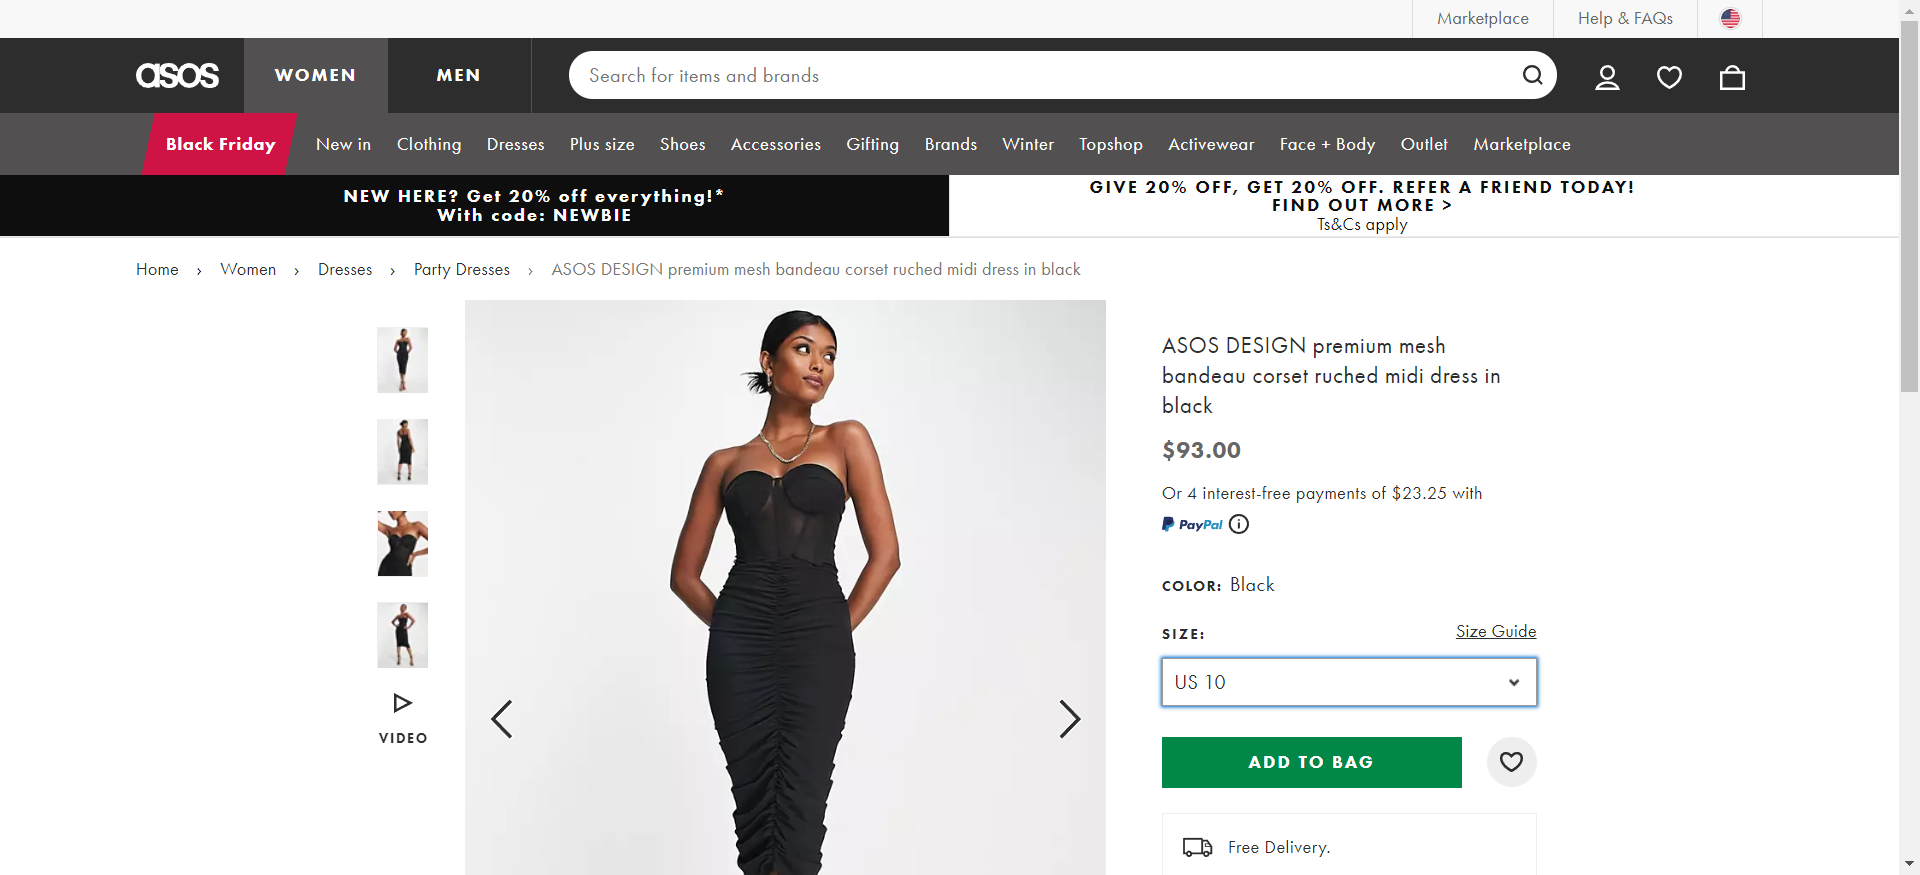 Marketplace
Help & FAQs
asos
WOMEN
MEN
Search for items and brands
Black Friday
New in
Clothing
Dresses
Plus size
Shoes
Accessories
Gifting
Brands
Winter
Topshop
Activewear
Face + Body
Outlet
Marketplace
NEW HERE? Get 20% off everything!*
With code: NEWBIE
GIVE 20% OFF, GET 20% OFF. REFER A FRIEND TODAY!
FIND OUT MORE >
Ts&Cs apply
Home › Women › Dresses › Party Dresses › ASOS DESIGN premium mesh bandeau corset ruched midi dress in black
VIDEO
ASOS DESIGN premium mesh
bandeau corset ruched midi dress in
black
$93.00
Or 4 interest-free payments of $23.25 with
PayPal
COLOR: Black
SIZE:
Size Guide
US 10
ADD TO BAG
Free Delivery.